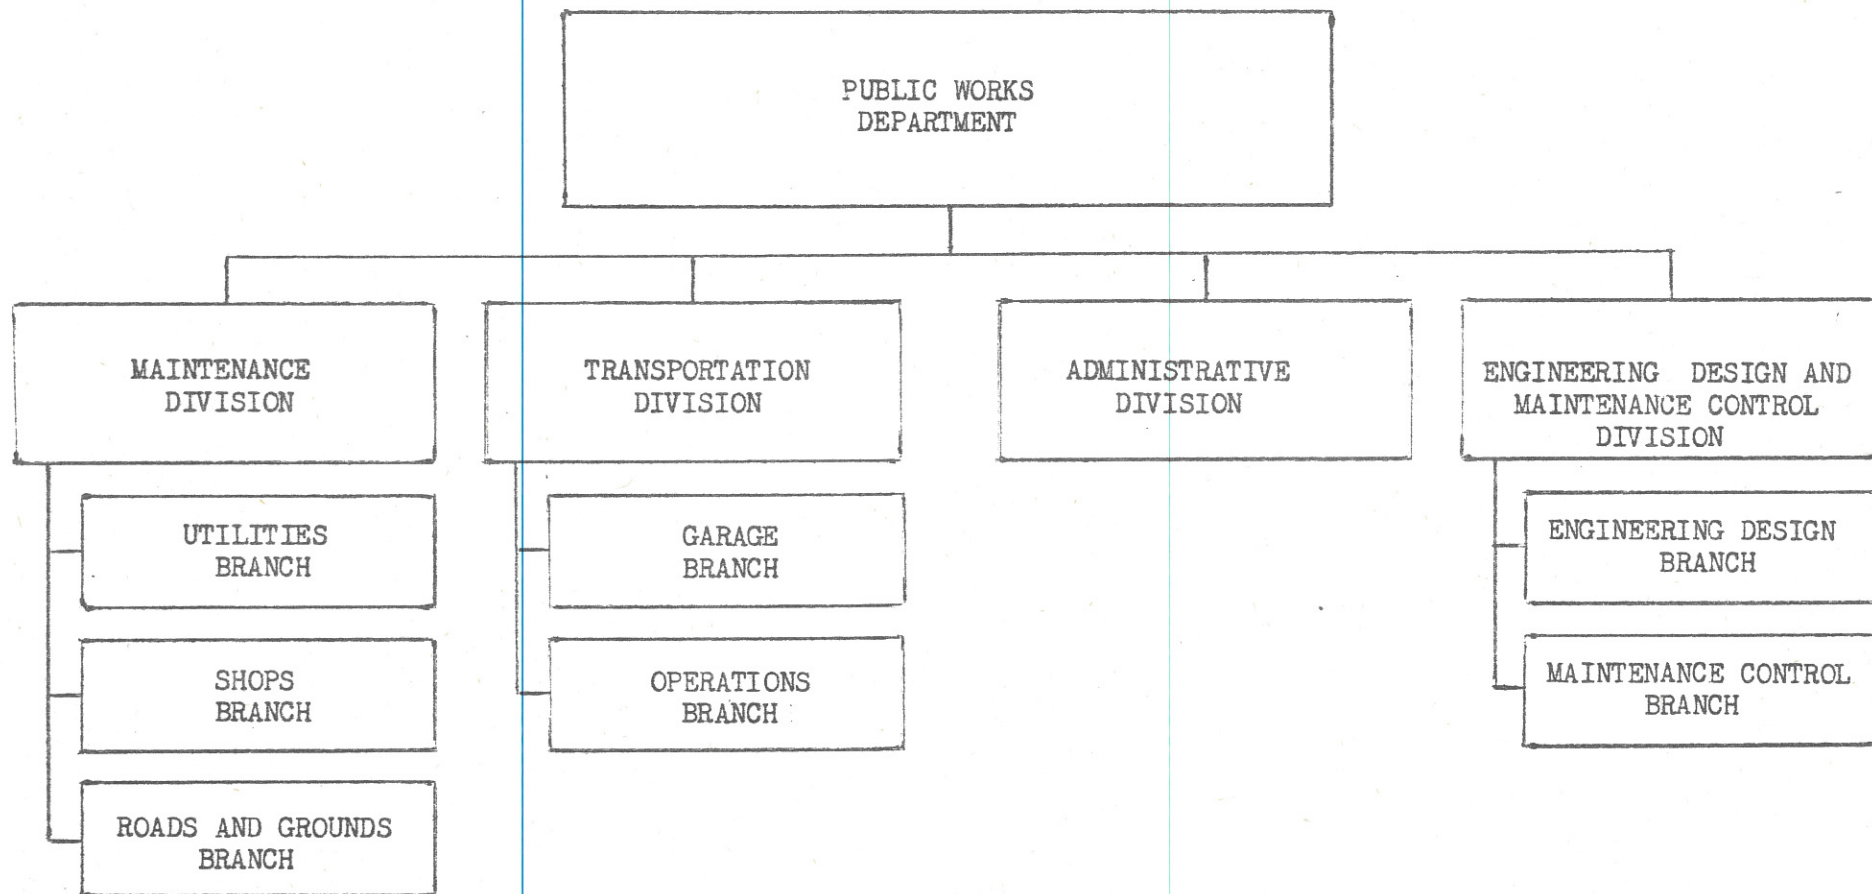 PUBLIC WORKS
DEPARTMENT
MAINTENANCE
DIVISION
TRANSPORTATION
DIVISION
ADMINISTRATIVE
DIVISION
ENGINEERING DESIGN AND
MAINTENANCE CONTROL
DIVISION
UTILITIES
BRANCH
GARAGE
BRANCH
ENGINEERING DESIGN
BRANCH
SHOPS
BRANCH
OPERATIONS
BRANCH
MAINTENANCE CONTROL
BRANCH
ROADS AND GROUNDS
BRANCH